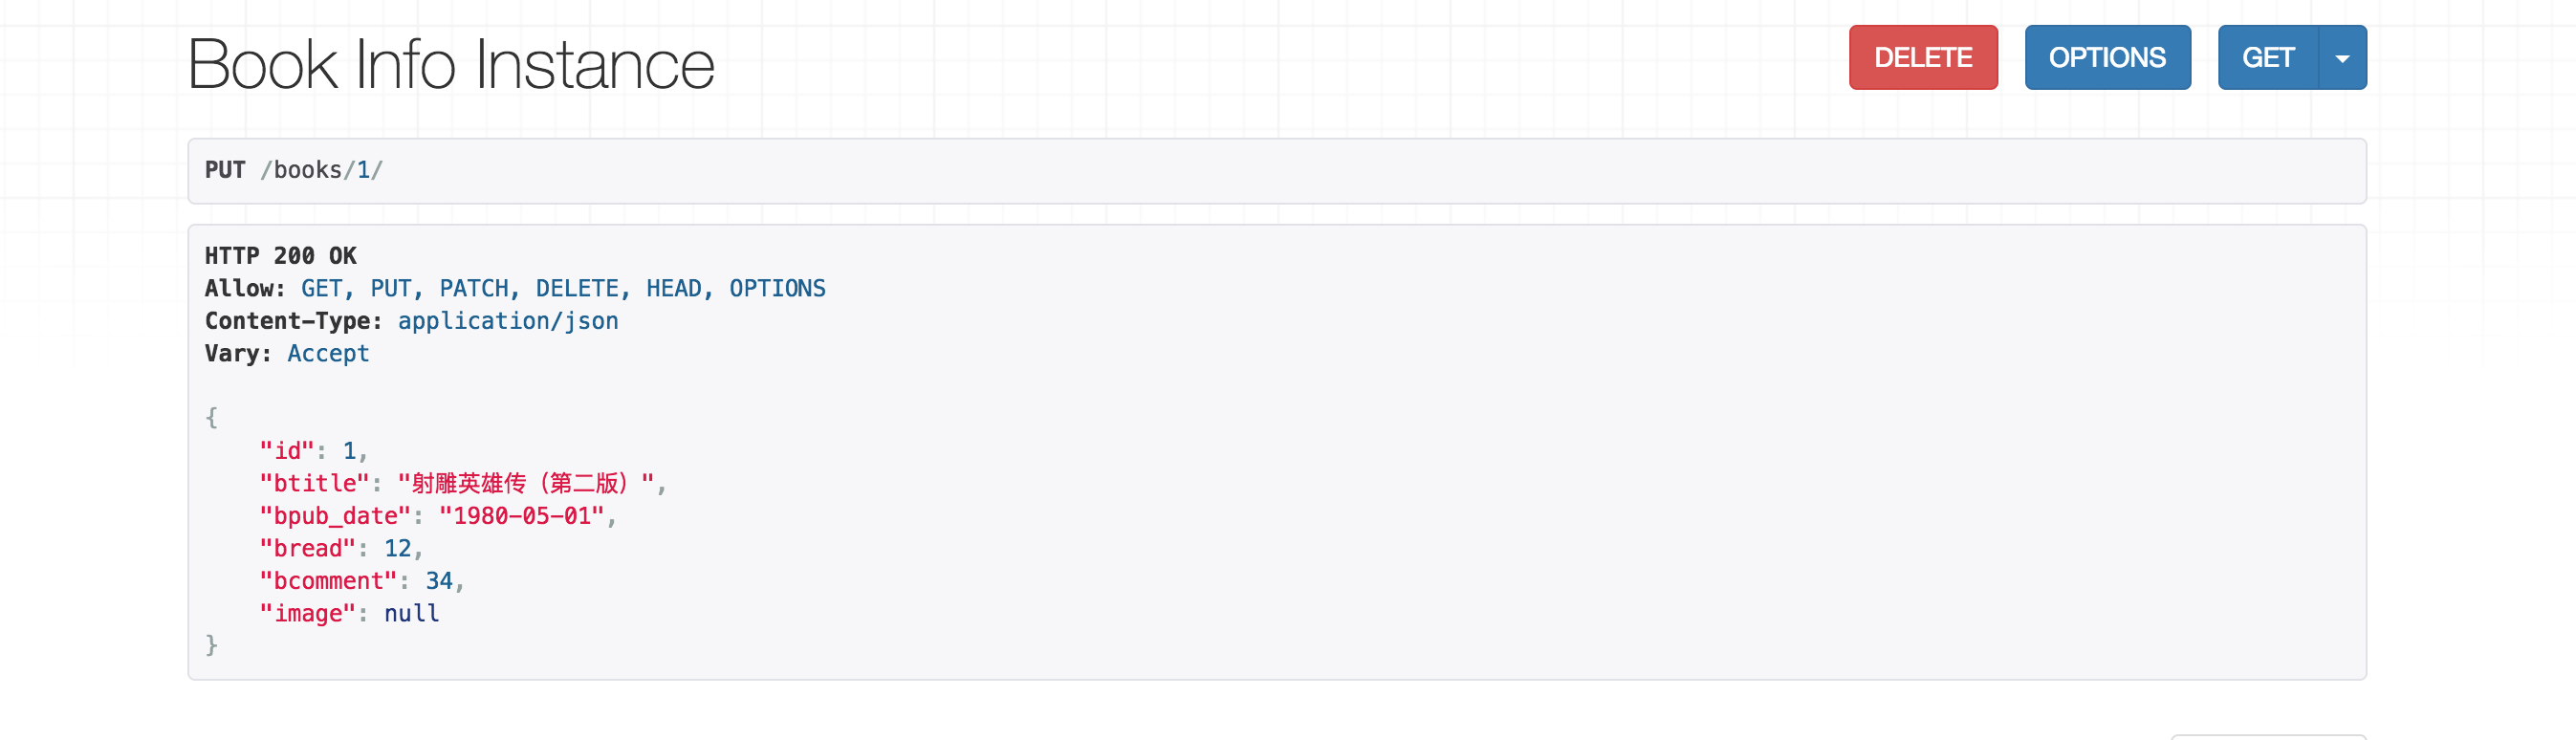 Book Info Instance
DELETE
OPTIONS
GET
PUT /books/1/
HTTP 200 OK
Allow: GET, PUT, PATCH, DELETE, HEAD, OPTIONS
Content-Type: application/json
Vary: Accept
{
    "id": 1,
    "btitle": "射雕英雄传（第二版）",
    "bpub_date": "1980-05-01",
    "bread": 12,
    "bcomment": 34,
    "image": null
}